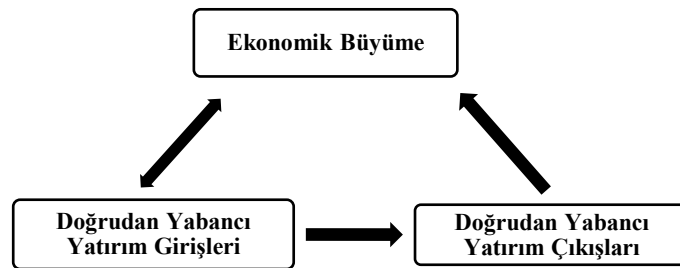 Ekonomik Büyüme
Doğrudan Yabancı
Yatırım Girişleri
Doğrudan Yabancı
Yatırım Çıkışları